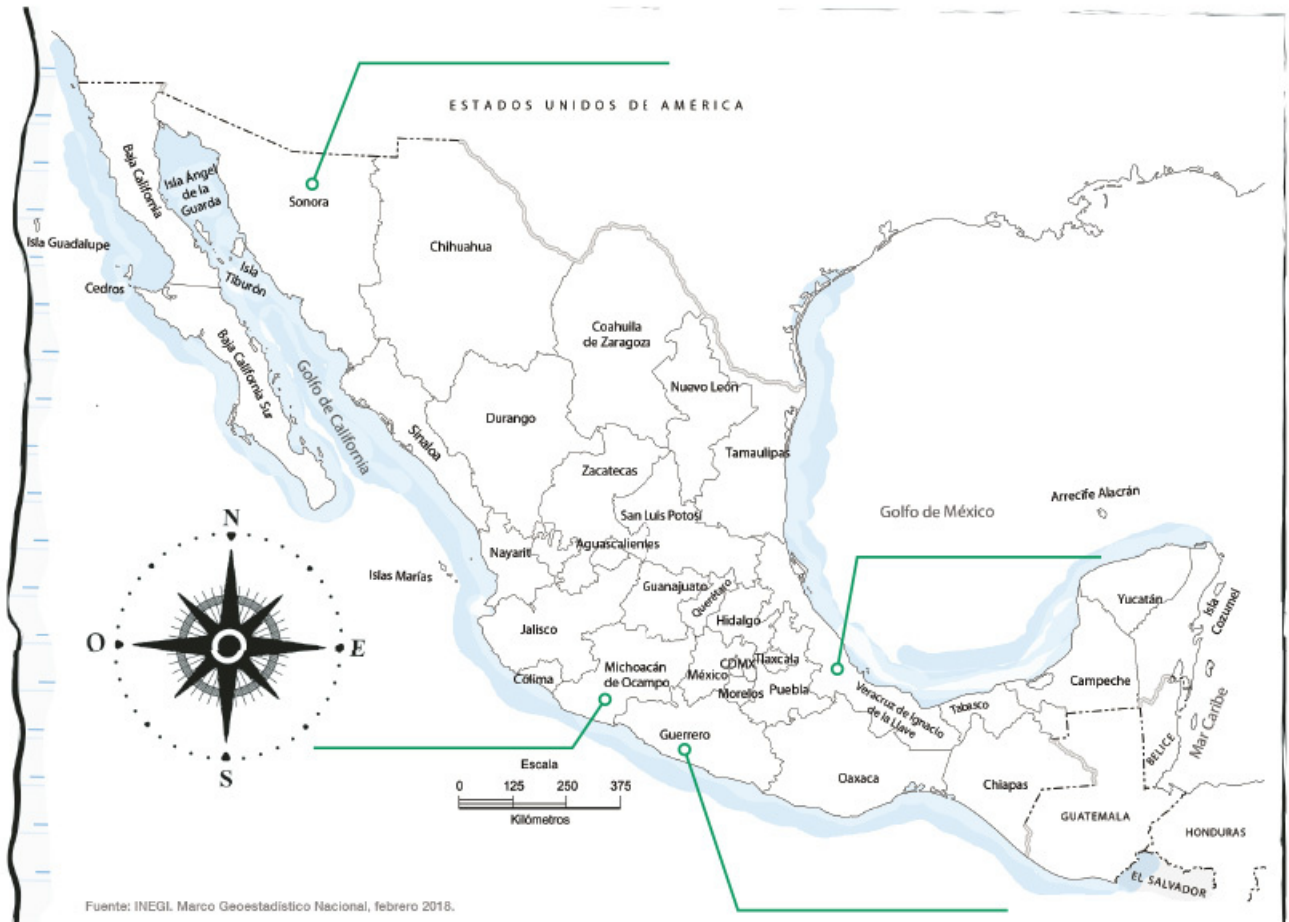 ESTADOS UNIDOS DE AMÉRICA
Baja California
Isla Ángel
de la
Guarda
Sonora
Isla Guadalupe
Chihuahua
Isla
Tiburón
Cedros
Coahuila
de Zaragoza
Baja California Sur
Golfo de California
Nuevo León
Durango
Sinaloa
Tamaulipas
Zacatecas
Arrecife Alacrán
San Luis Potosí
Golfo de México
N
Nayarit
Aguascalientes
Islas Marías
Guanajuato
Querétaro
Yucatán
Isla
Cozumel
Hidalgo
Jalisco
O
E
CDMX
Tlaxcala
Michoacán
de Ocampo
México
Colima
Morelos
Puebla
Campeche
Veracruz de Ignacio
de la Llave
Tabasco
Mar Caribe
Guerrero
BELICE
S
Escala
0 125 250 375
Kilómetros
Oaxaca
Chiapas
GUATEMALA
HONDURAS
EL SALVADOR
Fuente: INEGI. Marco Geoestadístico Nacional, febrero 2018.